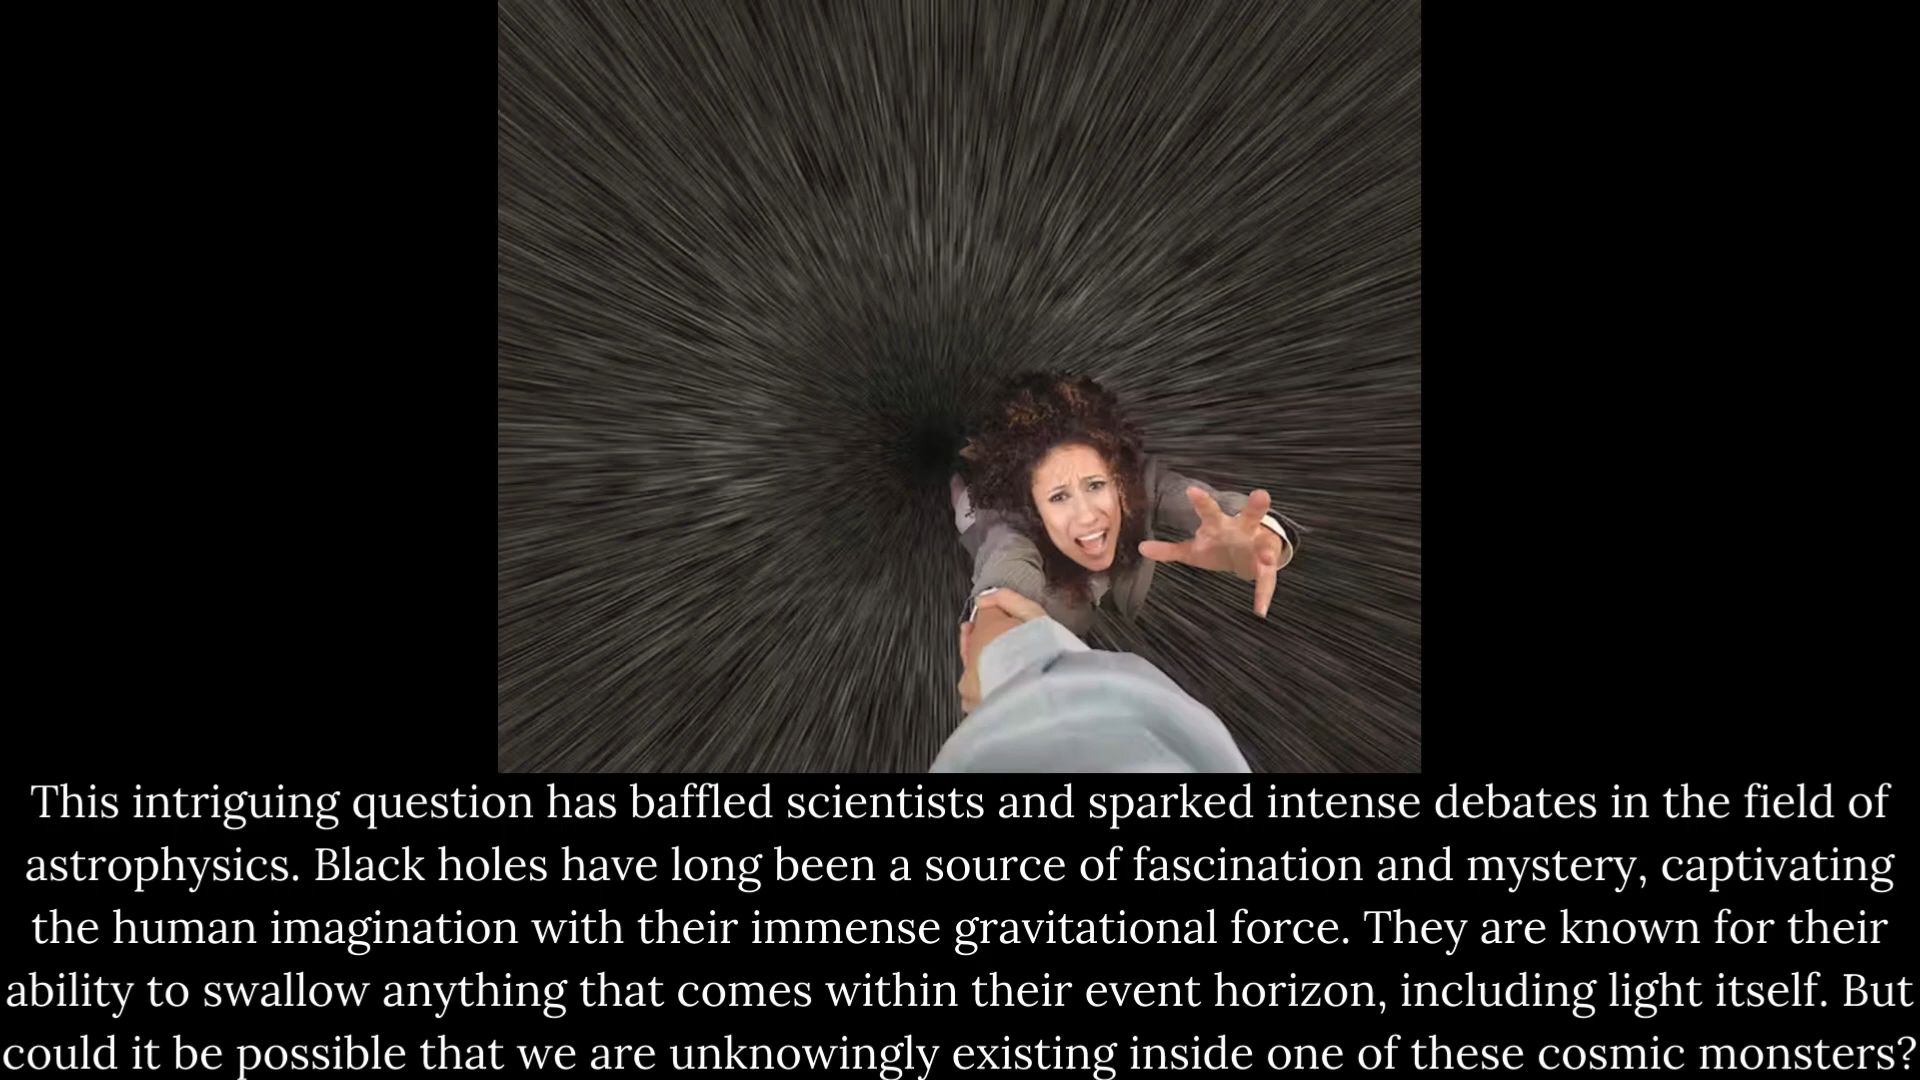 This intriguing question has baffled scientists and sparked intense debates in the field of
astrophysics. Black holes have long been a source of fascination and mystery, captivating
the human imagination with their immense gravitational force. They are known for their
ability to swallow anything that comes within their event horizon, including light itself. But
could it be possible that we are unknowingly existing inside one of these cosmic monsters?